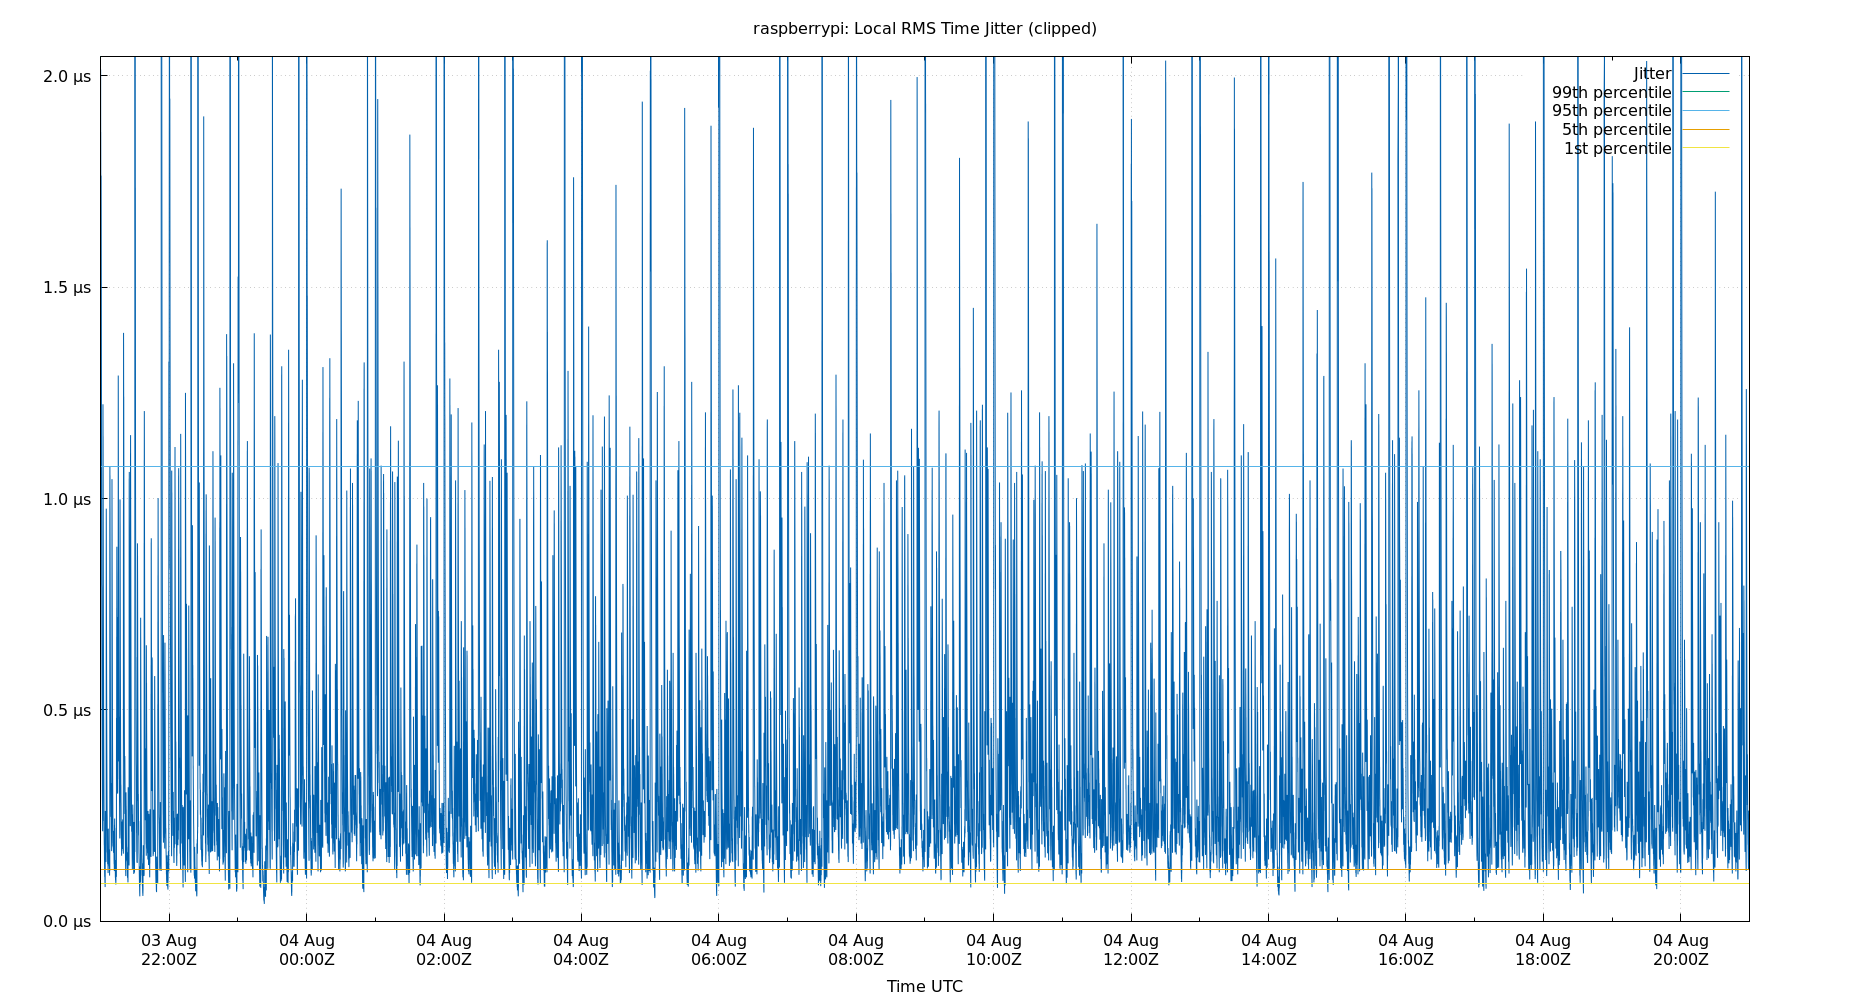 raspberrypi: Local RMS Time Jitter (clipped)
2.0 µs
1.5 µs
1.0 µs
0.5 µs
0.0 µs
Jitter
99th percentile
95th percentile
5th percentile
1st percentile
03 Aug 04 Aug 04 Aug 04 Aug 04 Aug 04 Aug 04 Aug 04 Aug 04 Aug 04 Aug 04 Aug 04 Aug
22:00Z 00:00Z 02:00Z 04:00Z 06:00Z 08:00Z 10:00Z 12:00Z 14:00Z 16:00Z 18:00Z 20:00Z
Time UTC